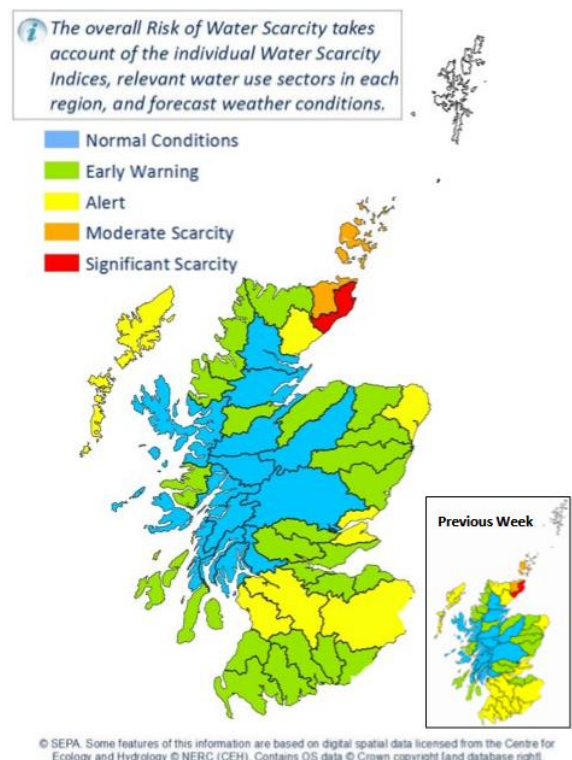 The overall Risk of Water Scarcity takes
account of the individual Water Scarcity
Indices, relevant water use sectors in each
region, and forecast weather conditions.
Normal Conditions
Early Warning
Alert
Moderate Scarcity
Significant Scarcity
Previous Week
© SEPA. Some features of this information are based on digital spatial data licensed from the Centre for
Ecology and Hydrology © NERC (CEH). Contains OS data © Crown copyright [and database right]